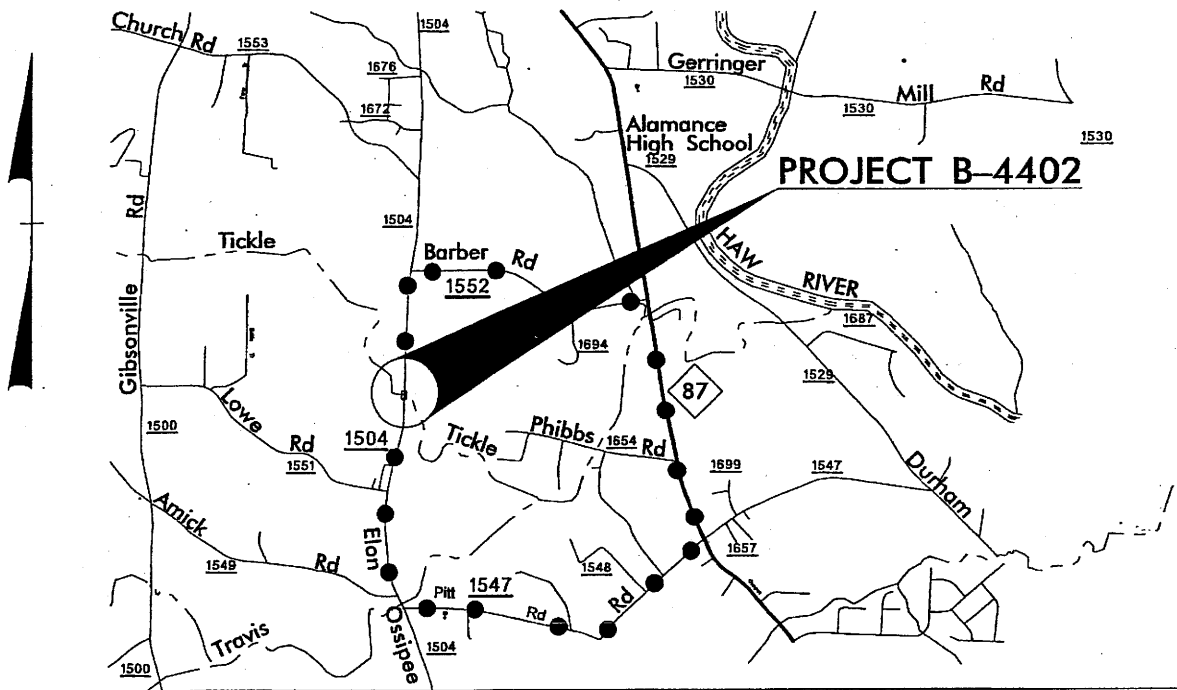 Church Rd
1553
1504
1676
1672
Gerringer
1530
1530
Mill
Rd
1530
Alamance
High School
1529
PROJECT B-4402
Rd
1504
Tickle
Barber
Rd
1552
HAW
RIVER
1687
1694
1529
Gibsonville
87
Lowe
Rd
1500
1504
1551
Tickle
Phibbs
1654
Rd
1699
1547
Durham
Amick
1549
Rd
Elon
1657
1548
Pitt
1547
Rd
Rd
Ossipee
1504
Travis
1500